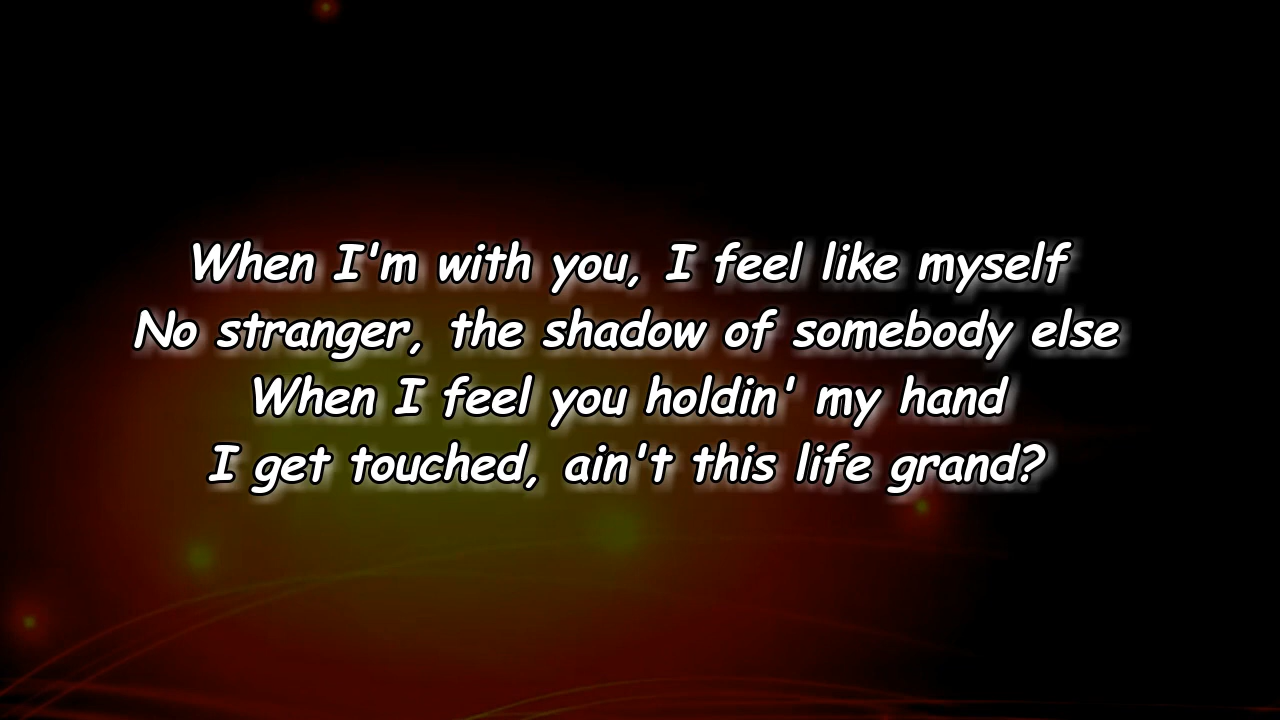 When I'm with you, I feel like myself
No stranger, the shadow of somebody else
When I feel you holdin' my hand
I get touched, ain't this life grand?